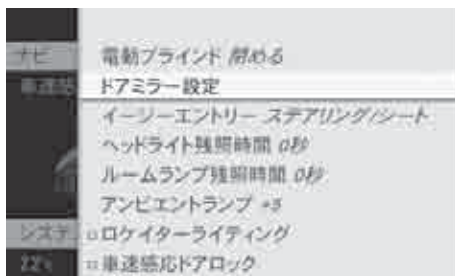 ナビ
電動ブラインド 閉める
ドアミラー設定
イージーエントリー ステアリング/シート
ヘッドライト残照時間 0秒
ルームランプ残照時間 0秒
アンビエントランプ +3
システ
ロケイターライティング
車速感応ドアロック